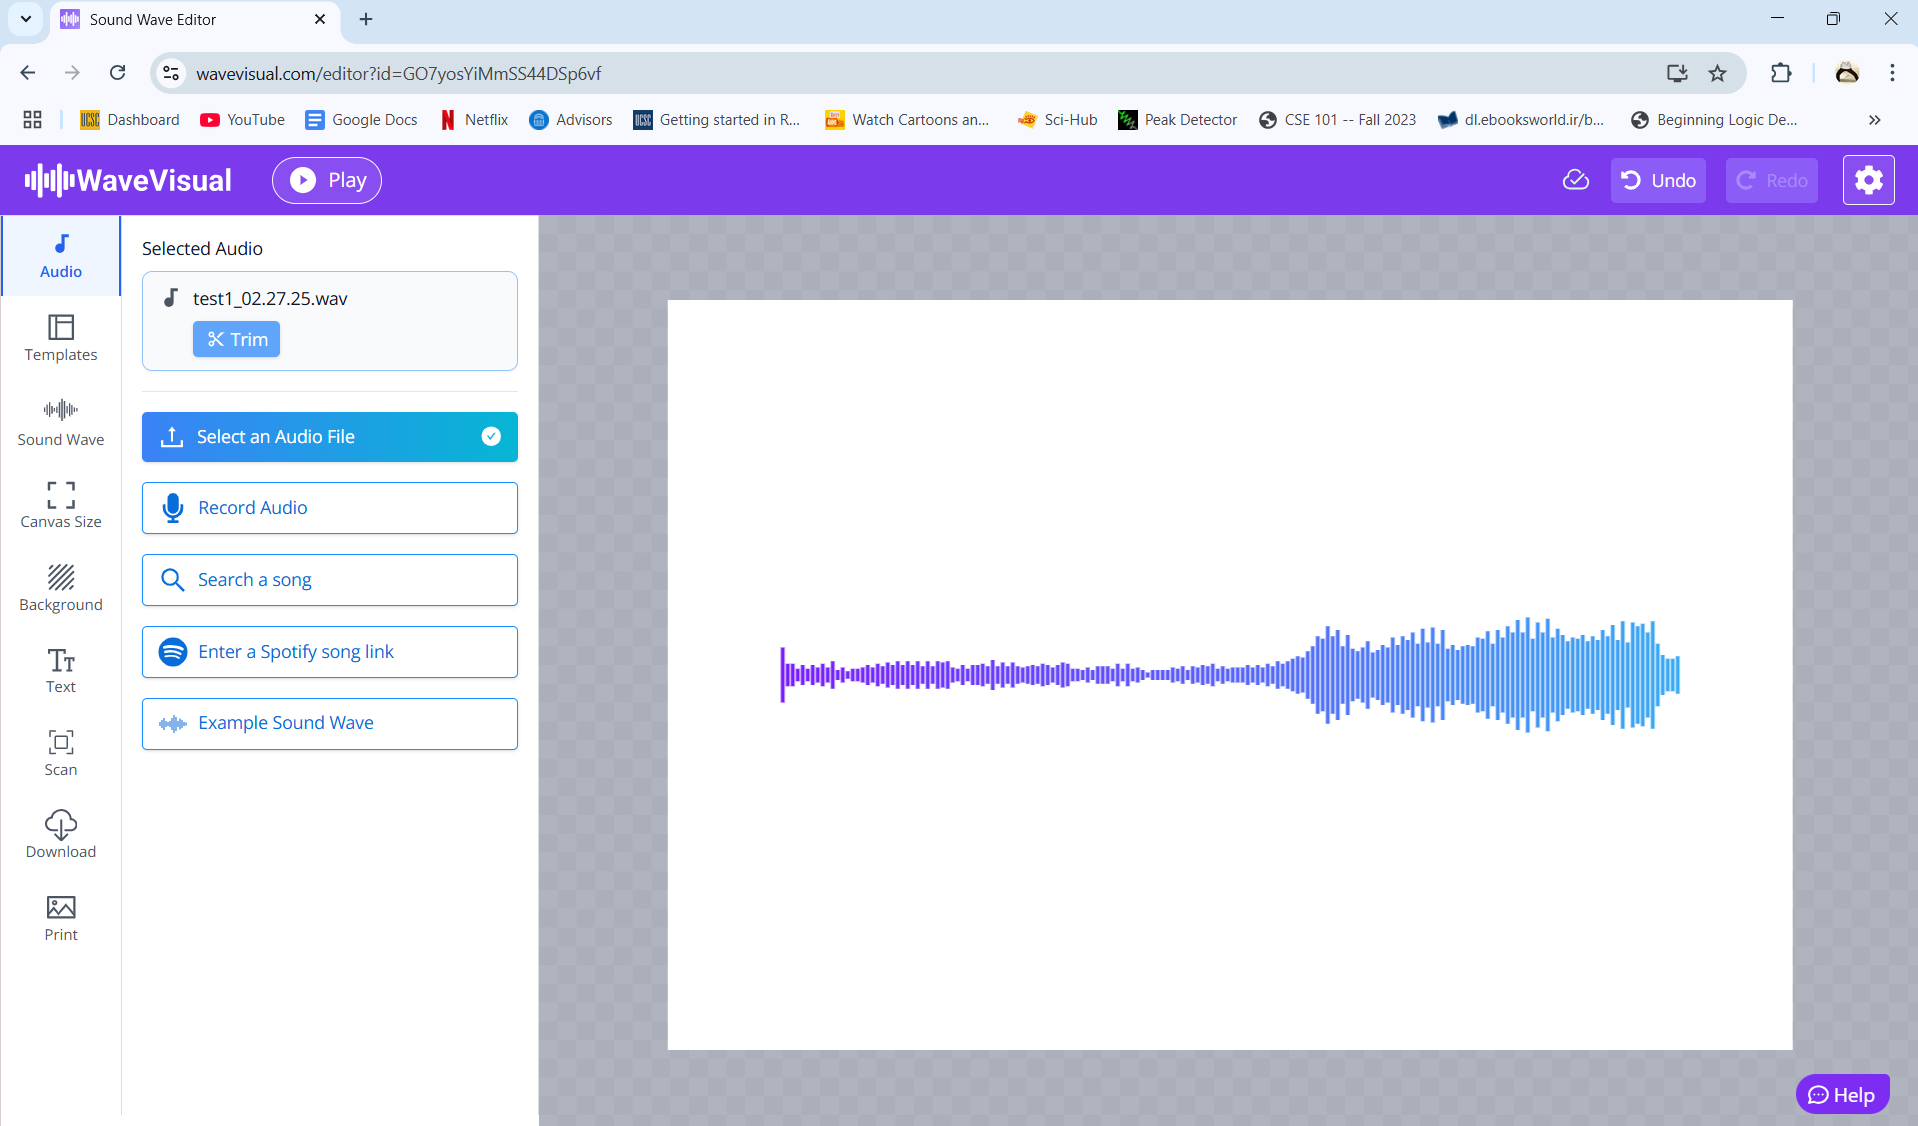 Sound Wave Editor
wavevisual.com/editor?id=GO7yosYiMmSS44DSp6vf
UCSC Dashboard YouTube Google Docs Netflix Advisors UCSC Getting started in R... Watch Cartoons an... Sci-Hub Peak Detector CSE 101 -- Fall 2023 dl.ebooksworld.ir/b... Beginning Logic De...
WaveVisual Play Undo Redo
Audio
Templates
Sound Wave
Canvas Size
Background
Text
Scan
Download
Print
Selected Audio
test1_02.27.25.wav
Trim
Select an Audio File
Record Audio
Search a song
Enter a Spotify song link
Example Sound Wave
Help